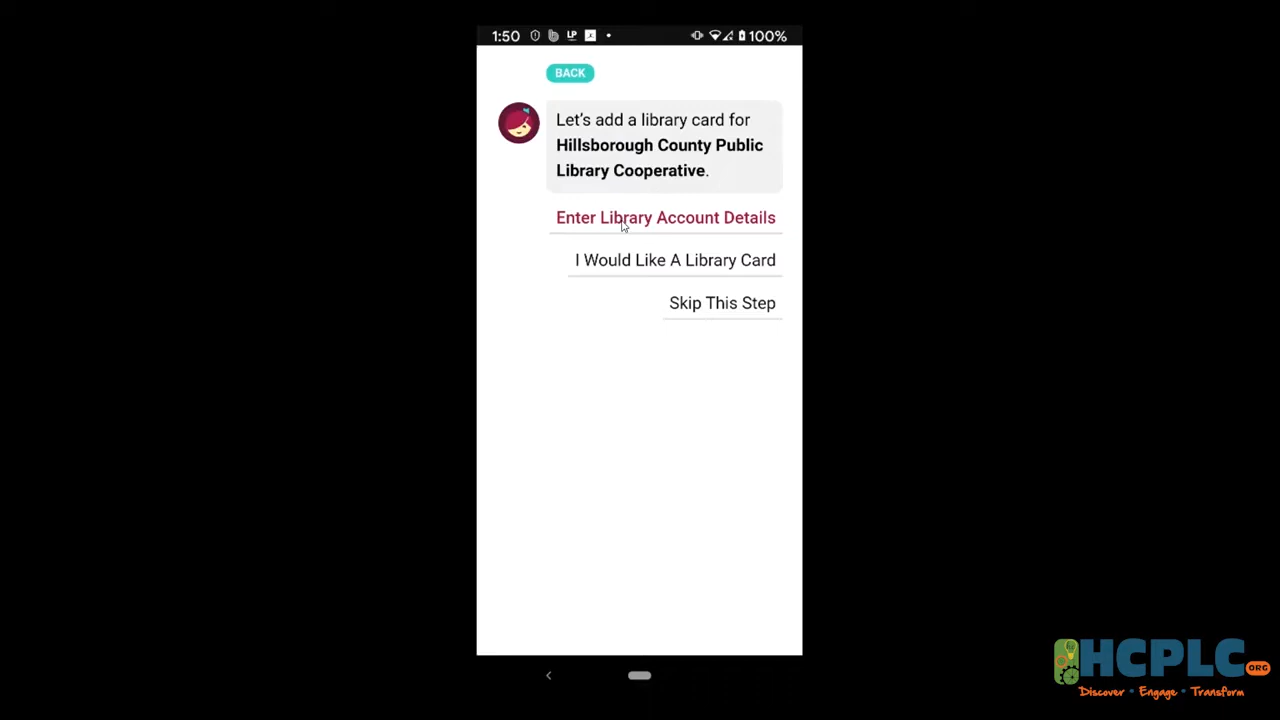 1:50 LP 100%
BACK
Let's add a library card for
Hillsborough County Public
Library Cooperative.
Enter Library Account Details
I Would Like A Library Card
Skip This Step
HCPLC ORG
Discover • Engage • Transform